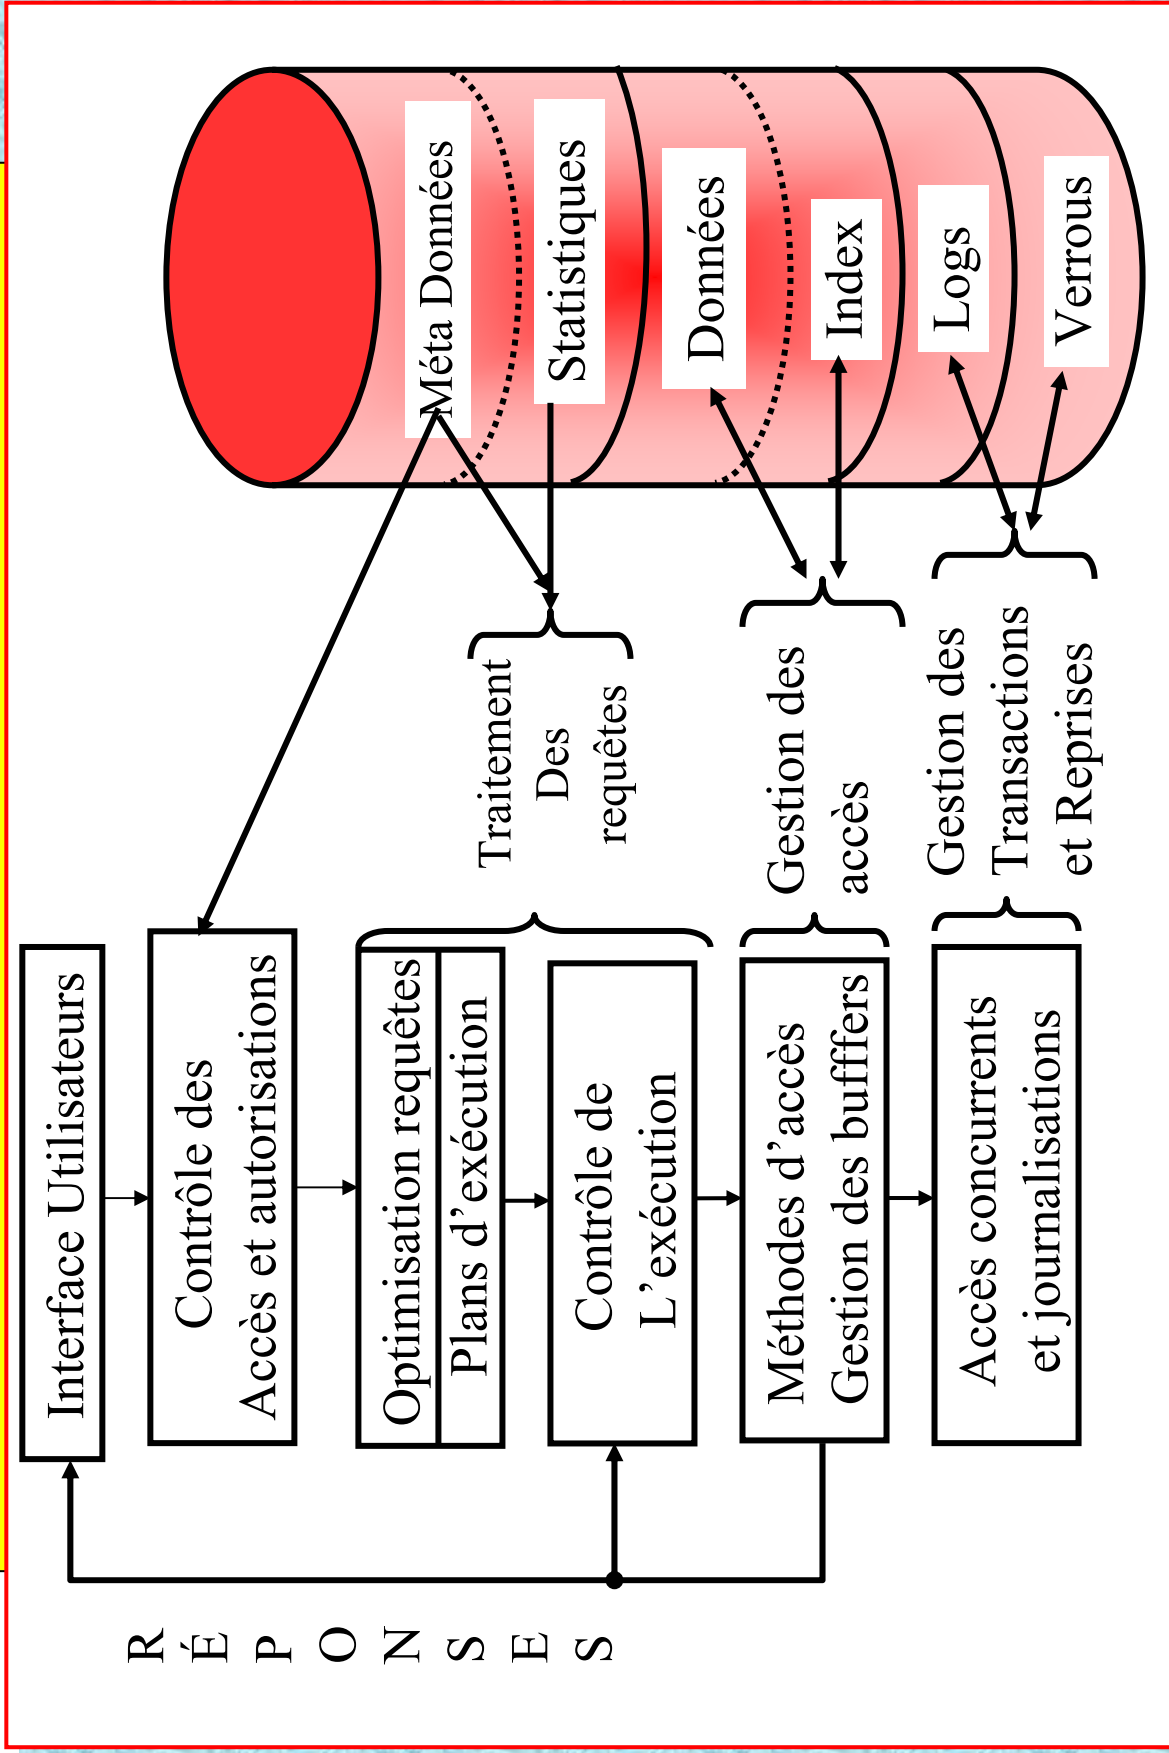 R
É
P
O
N
S
E
S
Interface Utilisateurs
Contrôle des
Accès et autorisations
Optimisation requêtes
Plans d’exécution
Contrôle de
L’exécution
Méthodes d’accès
Gestion des bufffers
Accès concurrents
et journalisations
Traitement
Des
requêtes
Gestion des
accès
Gestion des
Transactions
et Reprises
Méta Données
Statistiques
Données
Index
Logs
Verrous